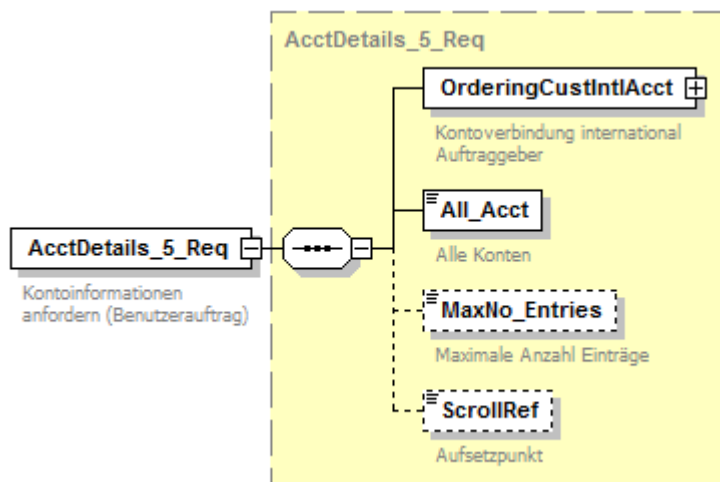 AcctDetails_5_Req
OrderingCustIntlAcct
Kontoverbindung international
Auftraggeber
All_Acct
Alle Konten
AcctDetails_5_Req
Kontoinformationen
anfordern (Benutzerauftrag)
MaxNo_Entries
Maximale Anzahl Einträge
ScrollRef
Aufsetzpunkt